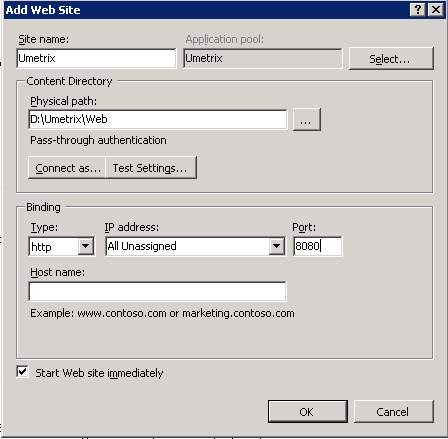 Add Web Site
Site name: Application pool:
Umetrix Umetrix Select...
Content Directory
Physical path:
D:\Umetrix\Web ...
Pass-through authentication
Connect as... Test Settings...
Binding
Type: IP address: Port:
http All Unassigned 8080
Host name:
Example: www.contoso.com or marketing.contoso.com
Start Web site immediately
OK Cancel